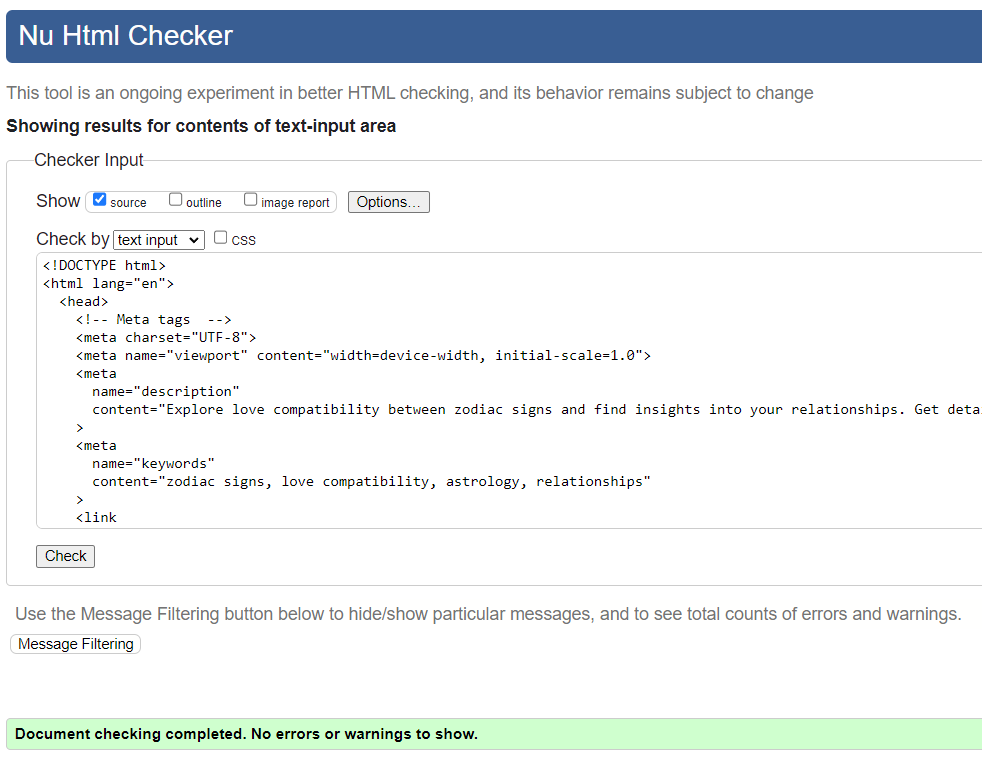 Nu Html Checker
This tool is an ongoing experiment in better HTML checking, and its behavior remains subject to change
Showing results for contents of text-input area
Checker Input
Show source outline image report Options...
Check by text input CSS
<!DOCTYPE html>
<html lang="en">
<head>
<!-- Meta tags  -->
<meta charset="UTF-8">
<meta name="viewport" content="width=device-width, initial-scale=1.0">
<meta
name="description"
content="Explore love compatibility between zodiac signs and find insights into your relationships. Get
>
<meta
name="keywords"
content="zodiac signs, love compatibility, astrology, relationships"
>
<link
Check
Use the Message Filtering button below to hide/show particular messages, and to see total counts of errors and warnings.
Message Filtering
Document checking completed. No errors or warnings to show.